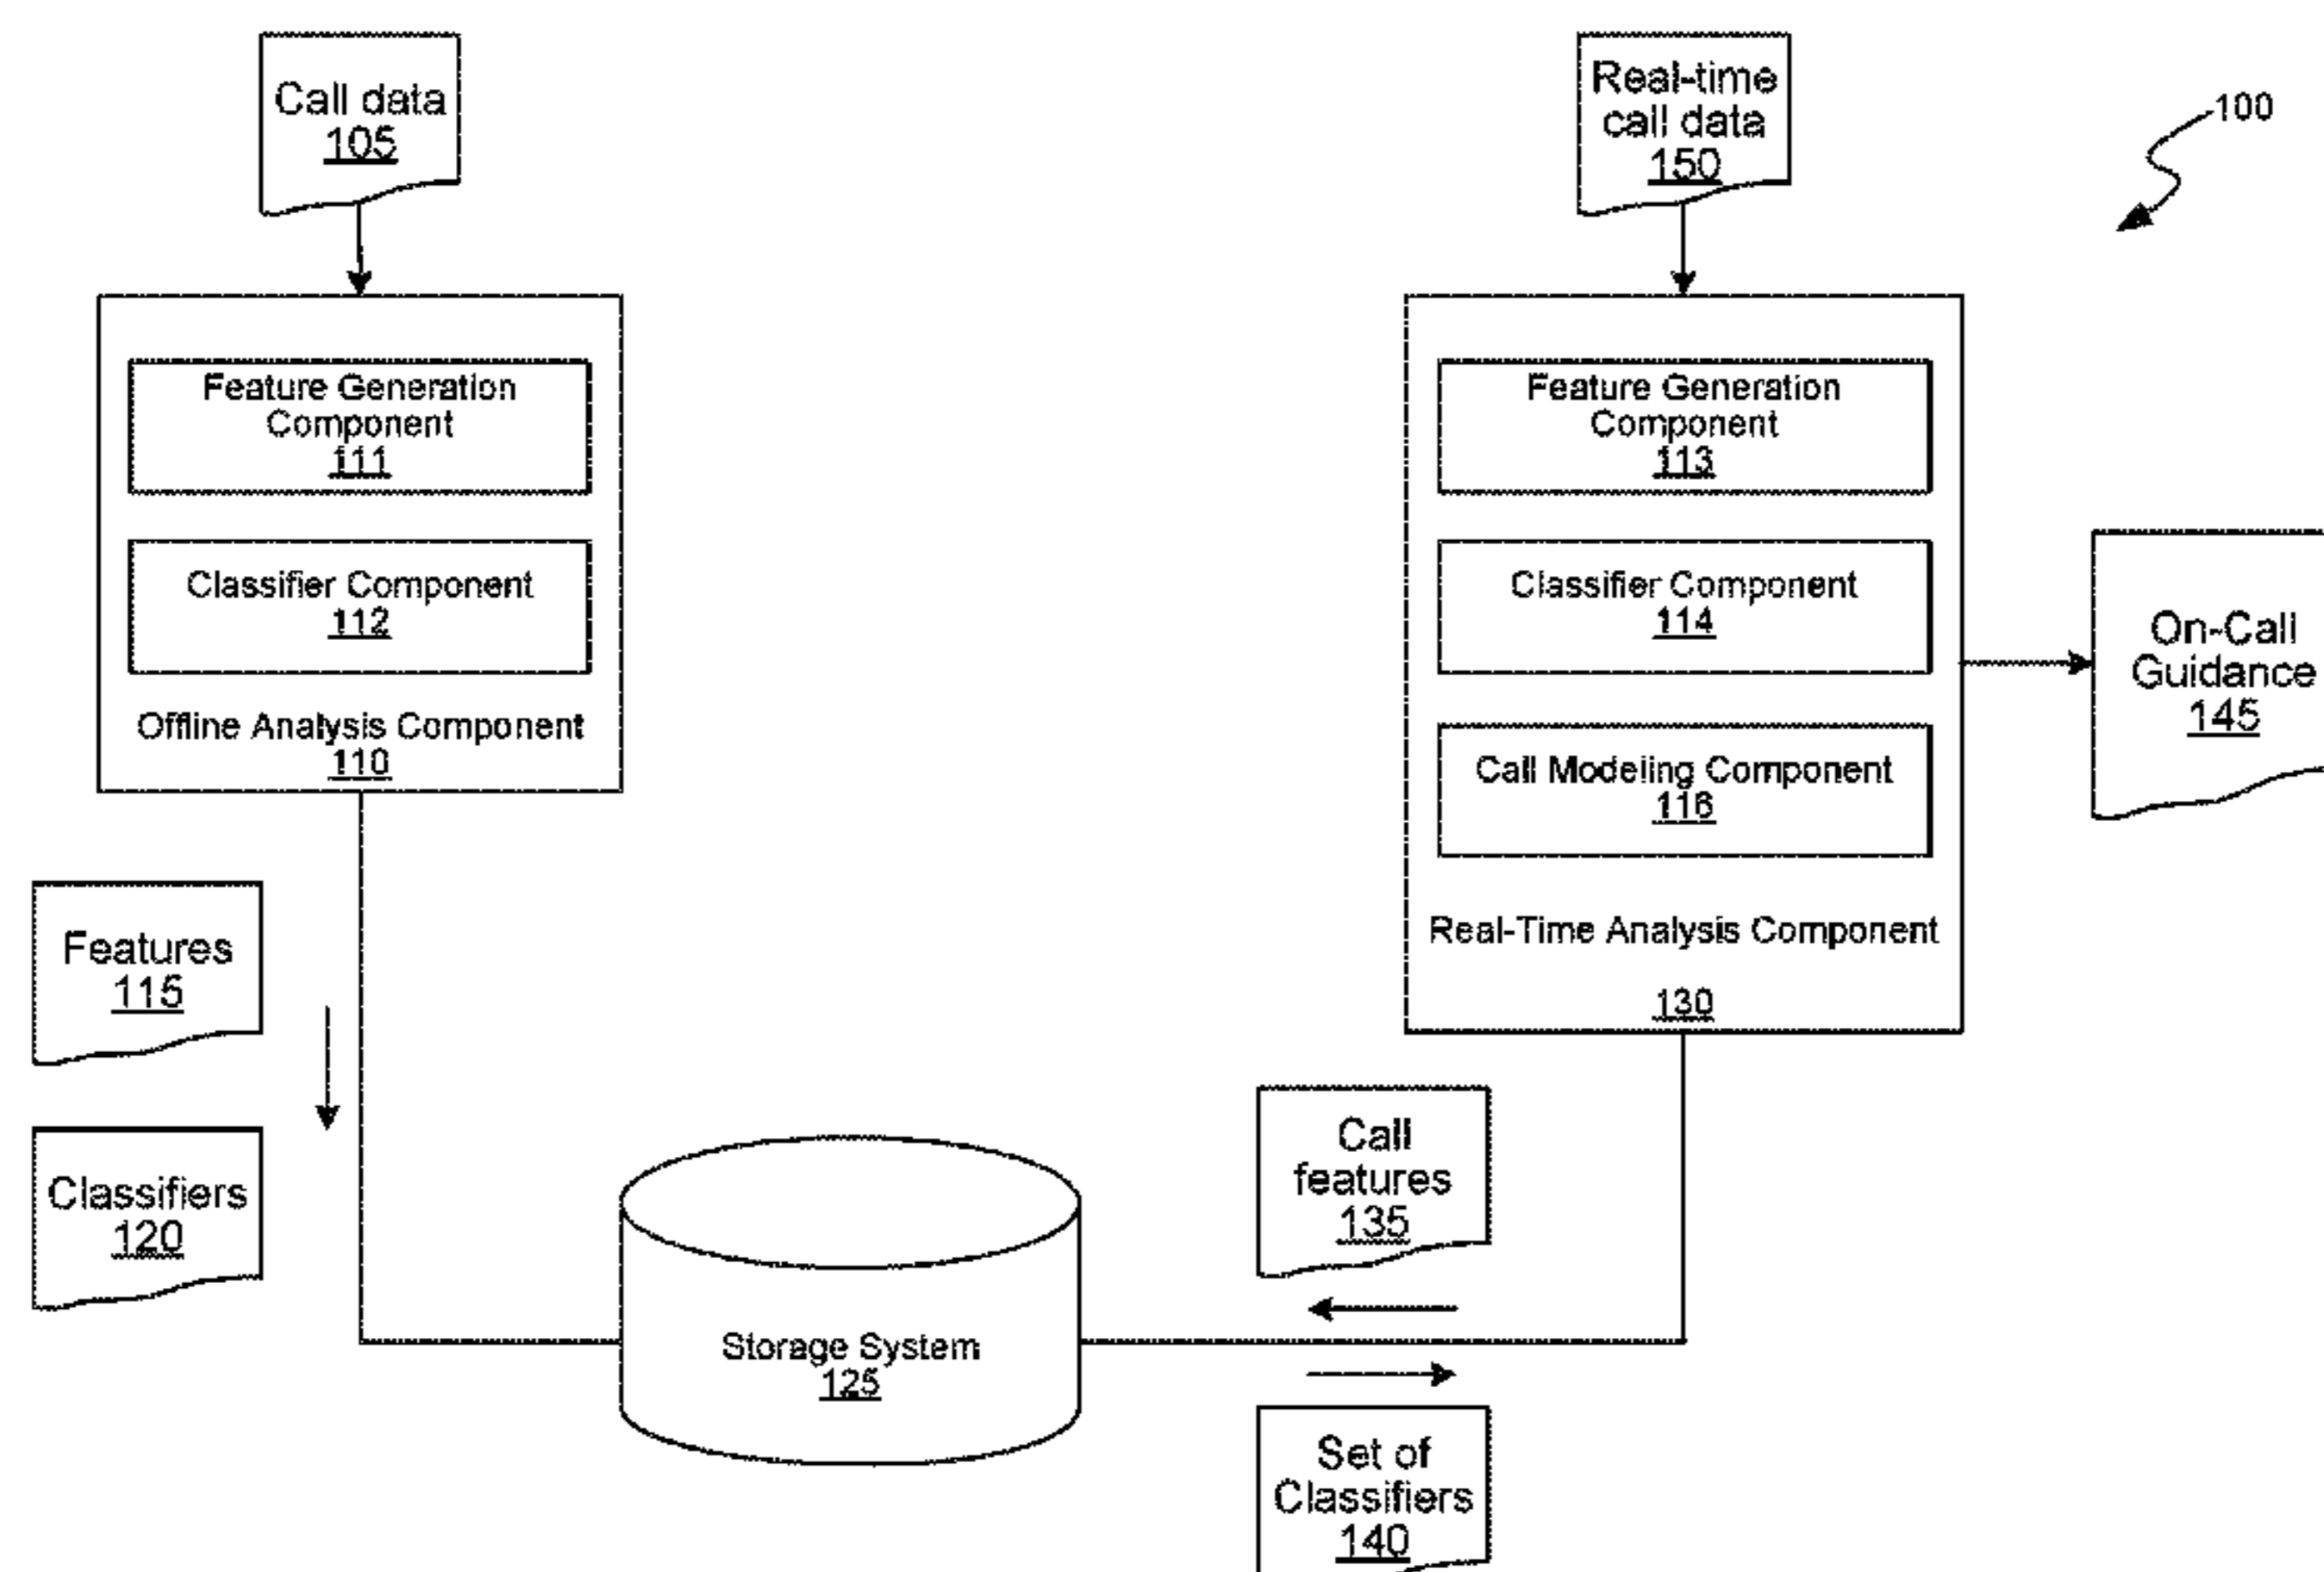 Call data
105
Real-time
call data
150
100
Feature Generation
Component
111
Classifier Component
112
Offline Analysis Component
110
Feature Generation
Component
113
Classifier Component
114
Call Modeling Component
116
Real-Time Analysis Component
130
On-Call
Guidance
145
Features
115
Classifiers
120
Storage System
125
Call
features
135
Set of
Classifiers
140